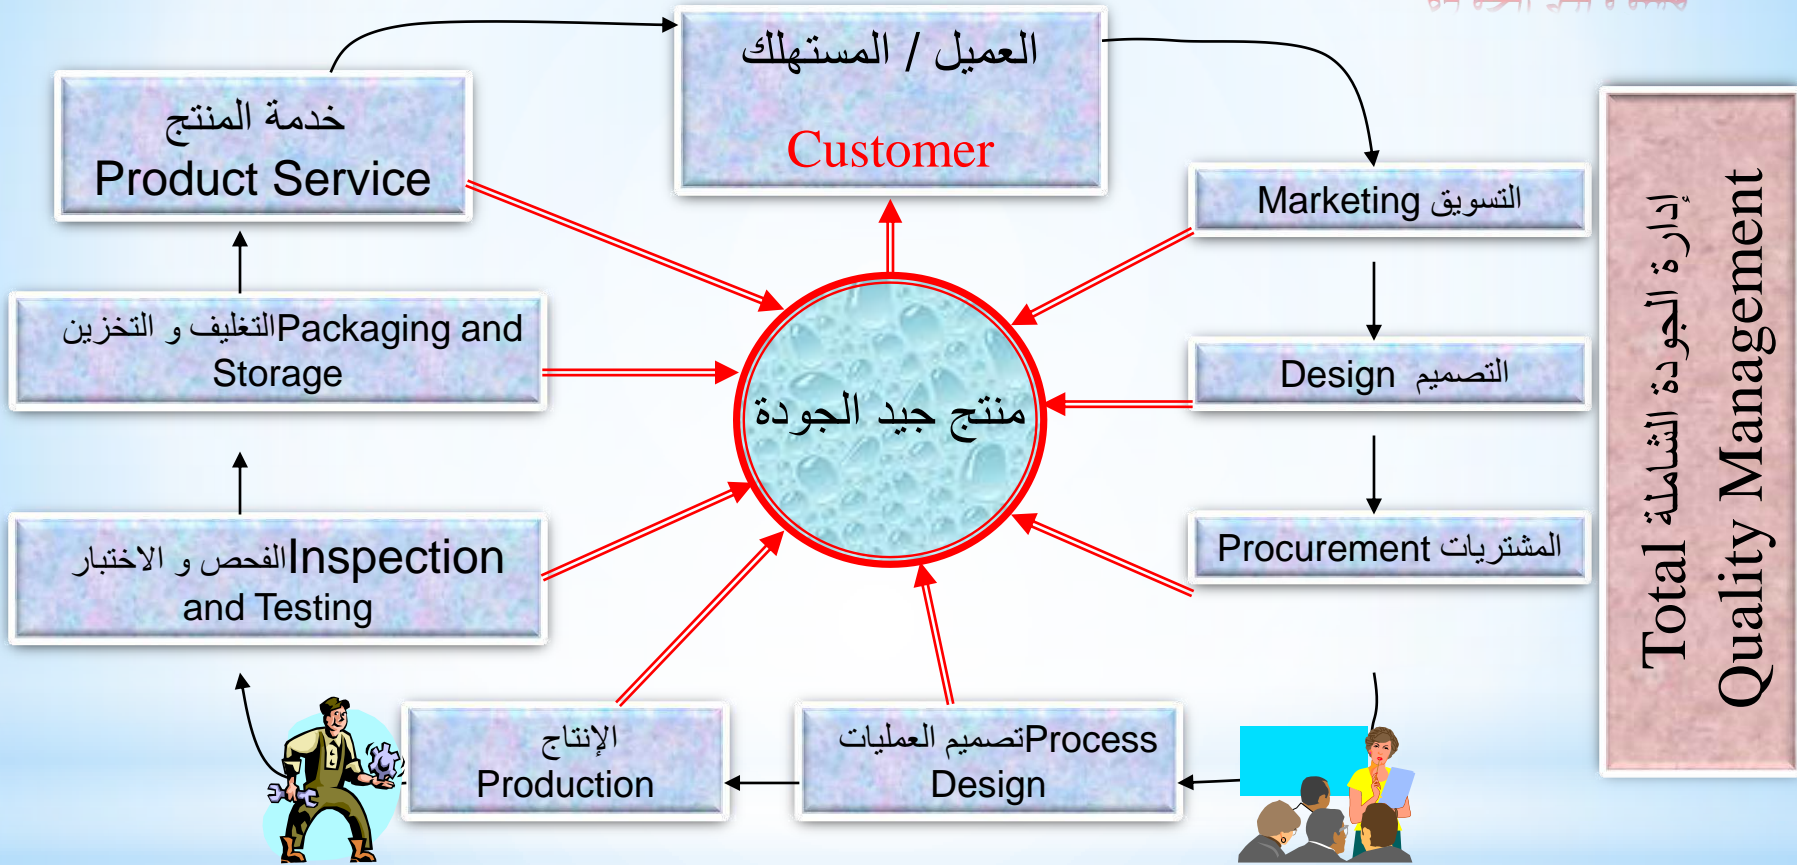 العميل / المستهلك
Customer
خدمة المنتج
Product Service
التسويق Marketing
التغليف و التخزين Packaging and
Storage
التصميم Design
منتج جيد الجودة
الفحص و الاختبار Inspection
and Testing
المشتريات Procurement
الإنتاج
Production
تصميم العمليات Process
Design
إدارة الجودة الشاملة Total
Quality Management